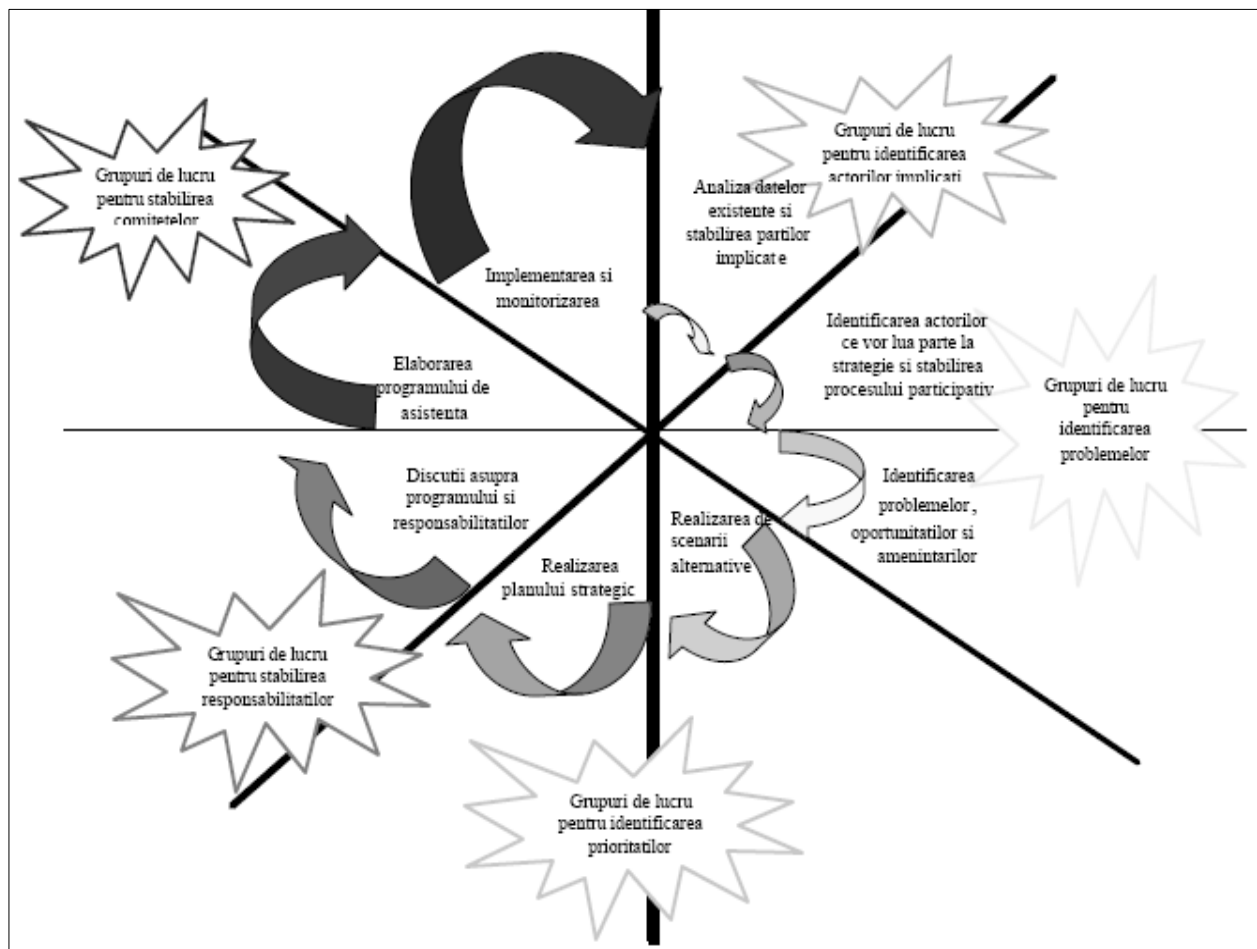 Grupuri de lucru
pentru identificarea
actorilor implicati
Analiza datelor
existente si
stabilirea partilor
implicate
Identificarea actorilor
ce vor lua parte la
strategie si stabilirea
procesului participativ
Grupuri de lucru
pentru
identificarea
problemelor
Identificarea
problemelor,
oportunitatilor si
amenintarilor
Realizarea de
scenarii
alternative
Grupuri de lucru
pentru identificarea
prioritatilor
Realizarea
planului strategic
Grupuri de lucru
pentru stabilirea
responsabilitatilor
Discutii asupra
programului si
responsabilitatilor
Elaborarea
programului de
asistenta
Grupuri de lucru
pentru stabilirea
comitetelor
Implementarea si
monitorizarea